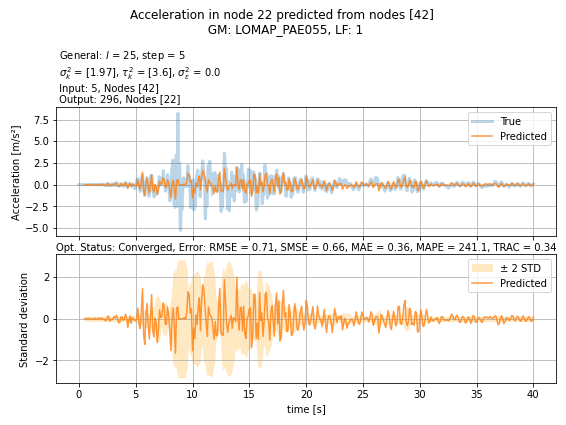 Acceleration in node 22 predicted from nodes [42]
GM: LOMAP_PAE055, LF: 1
General: l = 25, step = 5
σ²ₖ = [1.97], τ²ₖ = [3.6], σ²ε = 0.0
Input: 5, Nodes [42]
Output: 296, Nodes [22]
Acceleration [m/s²]
7.5
5.0
2.5
0.0
−2.5
−5.0
True
Predicted
Opt. Status: Converged, Error: RMSE = 0.71, SMSE = 0.66, MAE = 0.36, MAPE = 241.1, TRAC = 0.34
Standard deviation
2
0
−2
± 2 STD
Predicted
0 5 10 15 20 25 30 35 40
time [s]